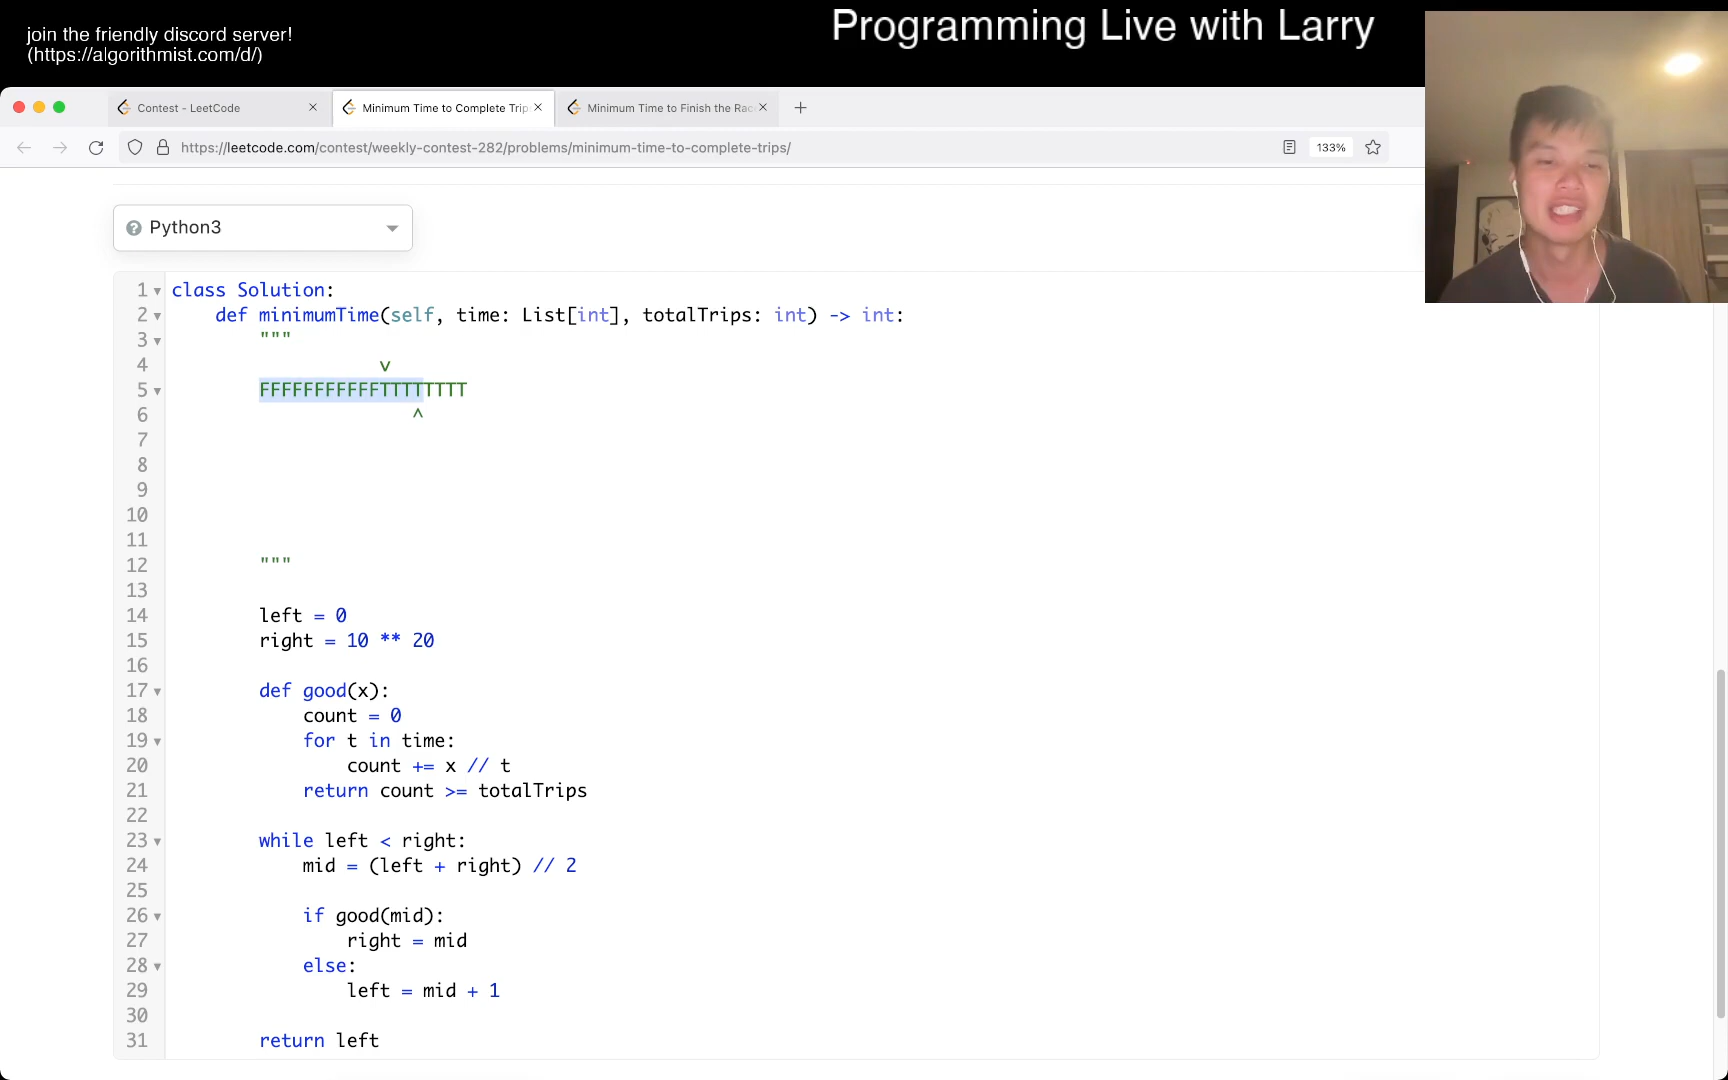 join the friendly discord server!
(https://algorithmist.com/d/)
Programming Live with Larry
Contest - LeetCode
Minimum Time to Complete Trip
Minimum Time to Finish the Rac
https://leetcode.com/contest/weekly-contest-282/problems/minimum-time-to-complete-trips/
133%
Python3
1 class Solution:
2 def minimumTime(self, time: List[int], totalTrips: int) -> int:
3 """
4 v
5 FFFFFFFFFFFTTTTTTTT
6 ^
7
8
9
10
11
12 """
13
14 left = 0
15 right = 10 ** 20
16
17 def good(x):
18 count = 0
19 for t in time:
20 count += x // t
21 return count >= totalTrips
22
23 while left < right:
24 mid = (left + right) // 2
25
26 if good(mid):
27 right = mid
28 else:
29 left = mid + 1
30
31 return left